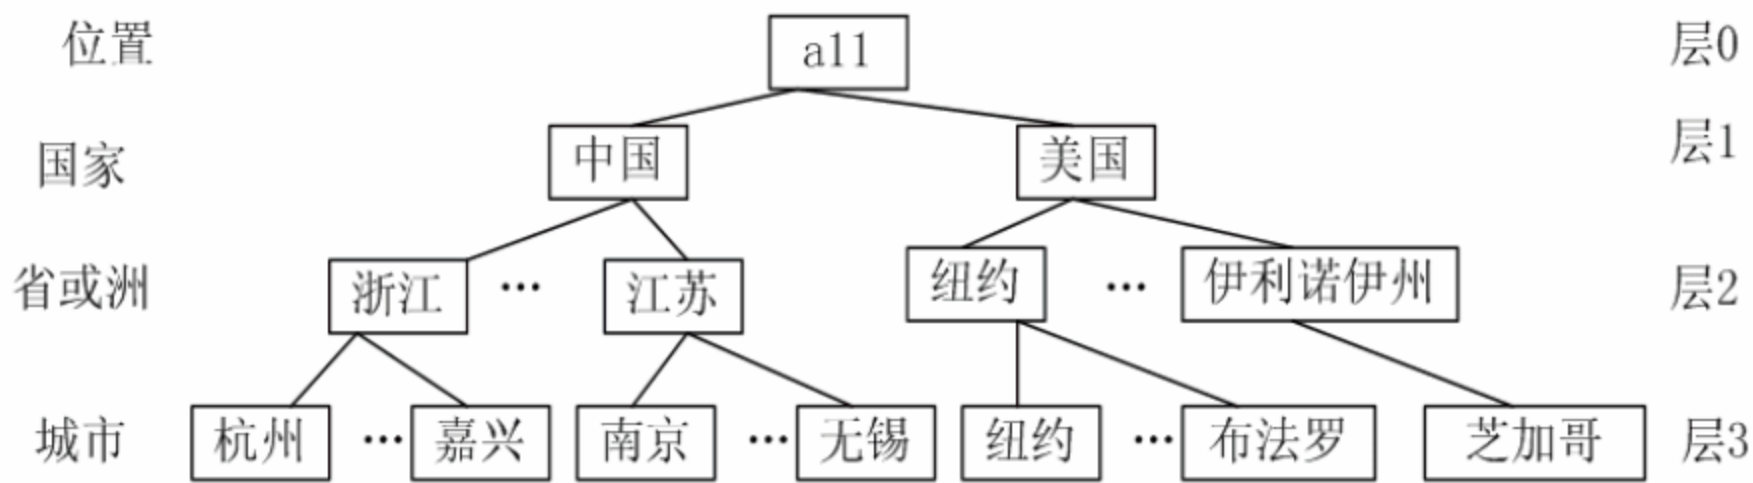 位置 all 层0
国家 中国 美国 层1
省或洲 浙江 … 江苏 纽约 … 伊利诺伊州 层2
城市 杭州 … 嘉兴 南京 … 无锡 纽约 … 布法罗 芝加哥 层3